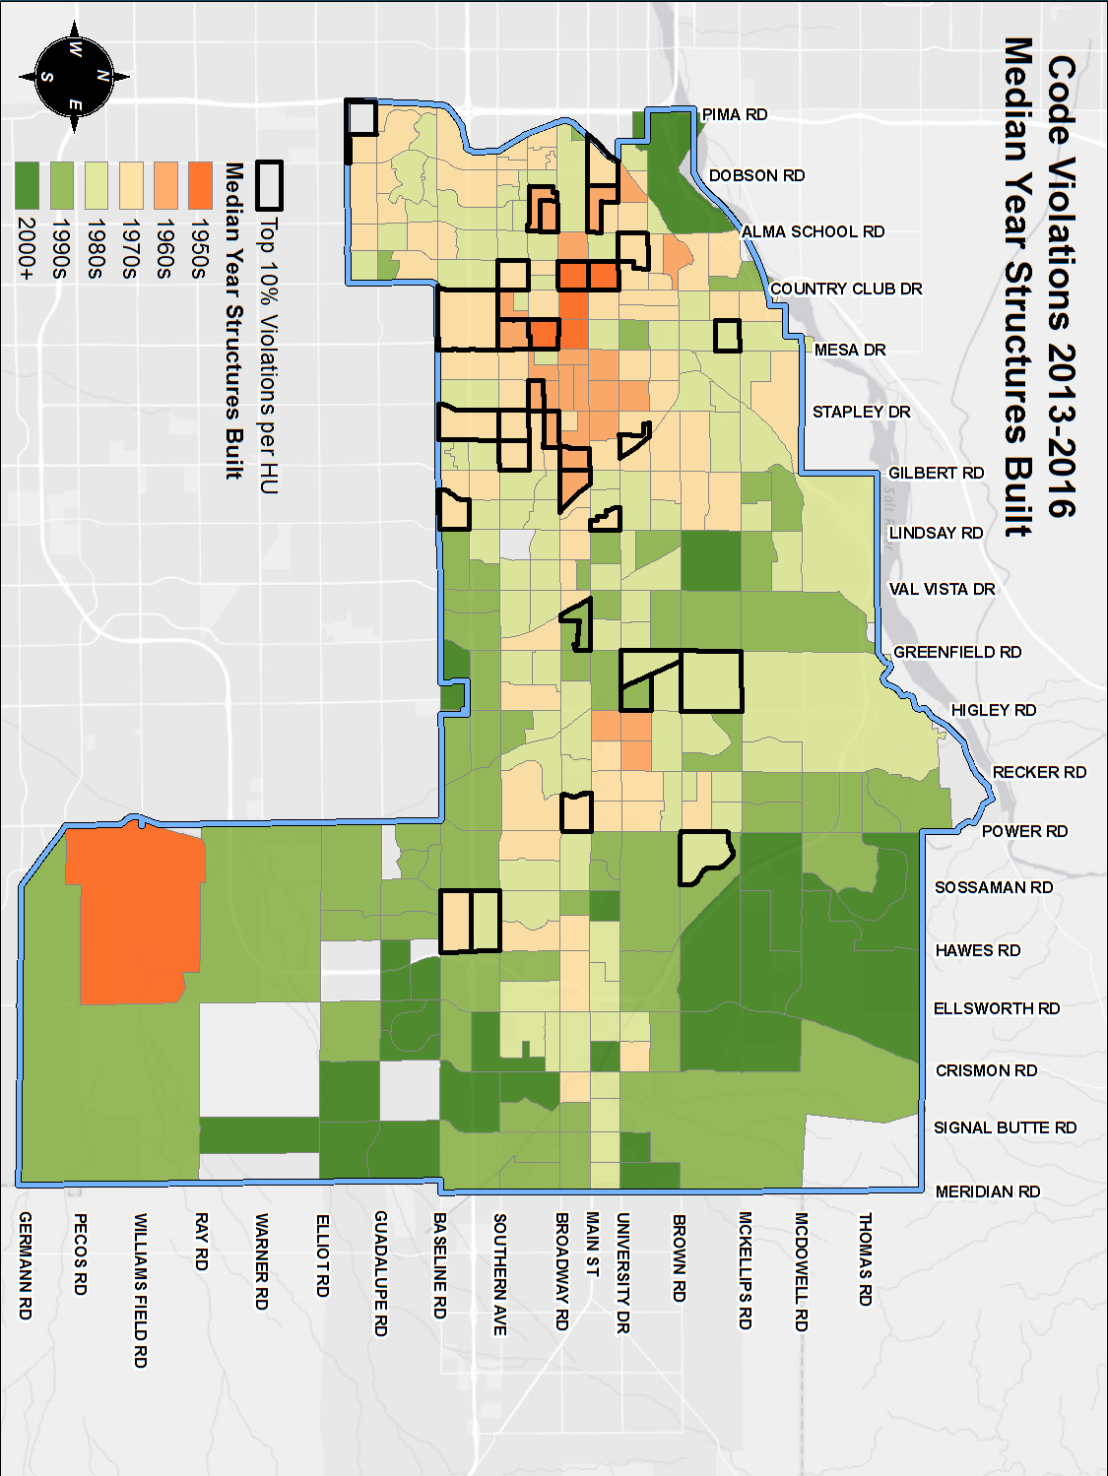 Code Violations 2013-2016
Median Year Structures Built
N
W
E
S
Top 10% Violations per HU
Median Year Structures Built
1950s
1960s
1970s
1980s
1990s
2000+
PIMA RD
DOBSON RD
ALMA SCHOOL RD
COUNTRY CLUB DR
MESA DR
STAPLEY DR
GILBERT RD
LINDSAY RD
VAL VISTA DR
GREENFIELD RD
HIGLEY RD
RECKER RD
POWER RD
SOSSAMAN RD
HAWES RD
ELLSWORTH RD
CRISMON RD
SIGNAL BUTTE RD
MERIDIAN RD
THOMAS RD
MCDOWELL RD
MCKELLIPS RD
BROWN RD
UNIVERSITY DR
MAIN ST
BROADWAY RD
SOUTHERN AVE
BASELINE RD
GUADALUPE RD
ELLIOT RD
WARNER RD
RAY RD
WILLIAMS FIELD RD
PECOS RD
GERMANN RD